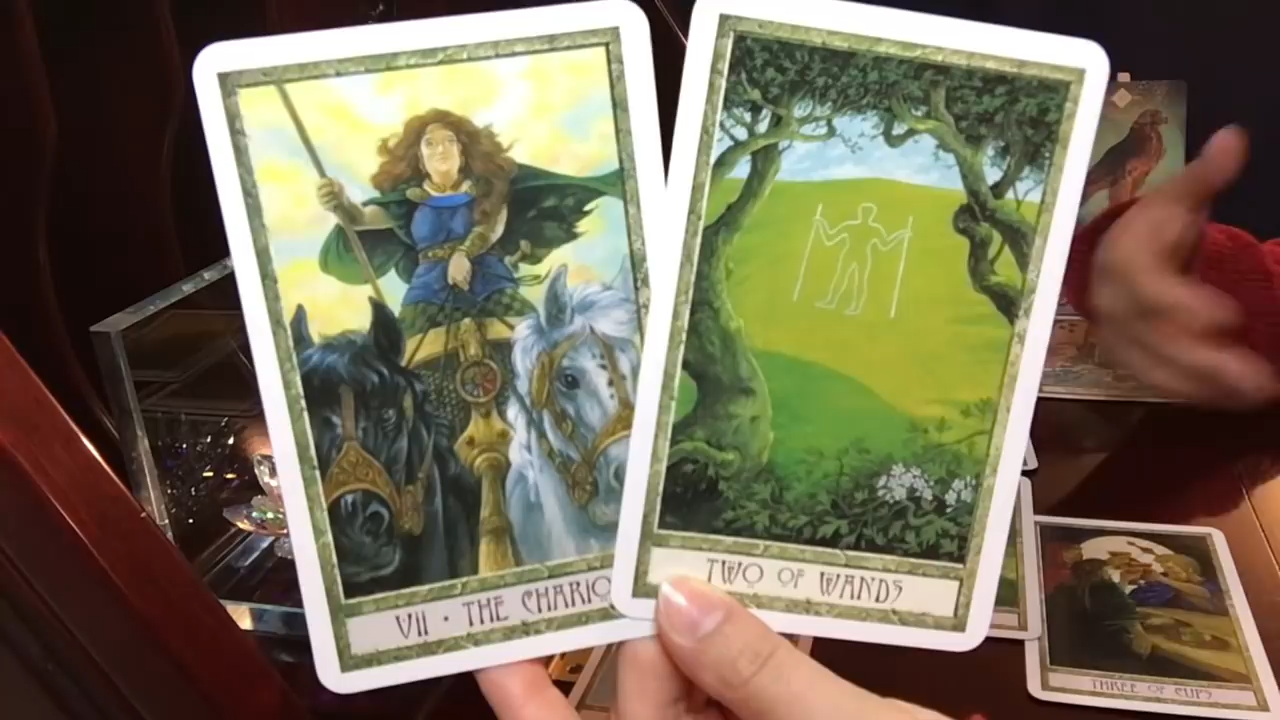 VII · THE CHARIO
TWO OF WANDS
THREE OF CUPS